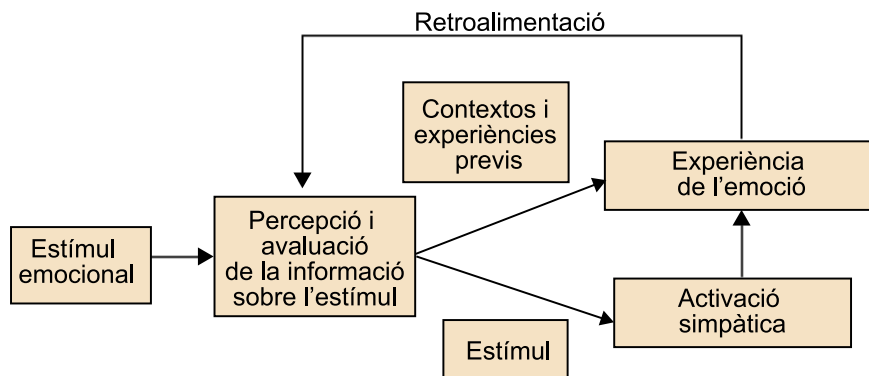 Retroalimentació
Contextos i
experiències
previs
Experiència
de l'emoció
Percepció i
avaluació
de la informació
sobre l'estímul
Estímul
emocional
Activació
simpàtica
Estímul